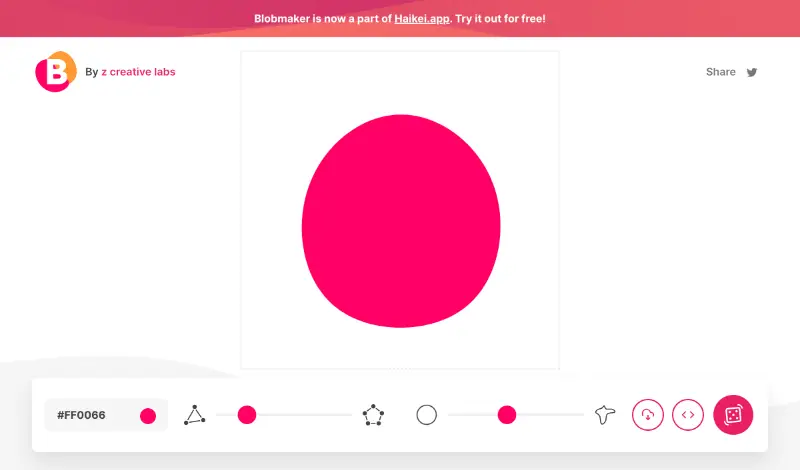 Blobmaker is now a part of Haikei.app. Try it out for free!
B By z creative labs
Share
#FF0066